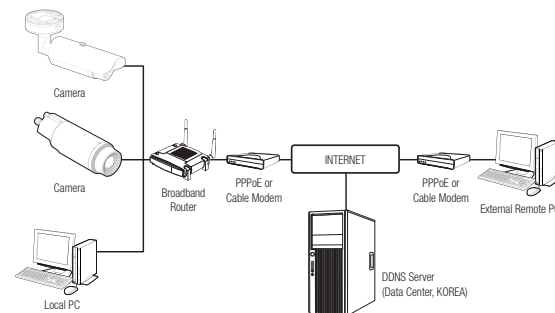 Camera
Camera
Local PC
Broadband
Router
PPPoE or
Cable Modem
INTERNET
DDNS Server
(Data Center, KOREA)
PPPoE or
Cable Modem
External Remote PC